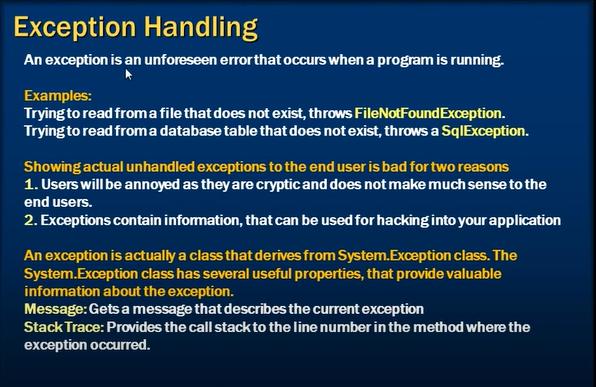 Exception Handling
An exception is an unforeseen error that occurs when a program is running.
Examples:
Trying to read from a file that does not exist, throws FileNotFoundException.
Trying to read from a database table that does not exist, throws a SqlException.
Showing actual unhandled exceptions to the end user is bad for two reasons
1. Users will be annoyed as they are cryptic and does not make much sense to the
end users.
2. Exceptions contain information, that can be used for hacking into your application
An exception is actually a class that derives from System.Exception class. The
System.Exception class has several useful properties, that provide valuable
information about the exception.
Message: Gets a message that describes the current exception
Stack Trace: Provides the call stack to the line number in the method where the
exception occurred.